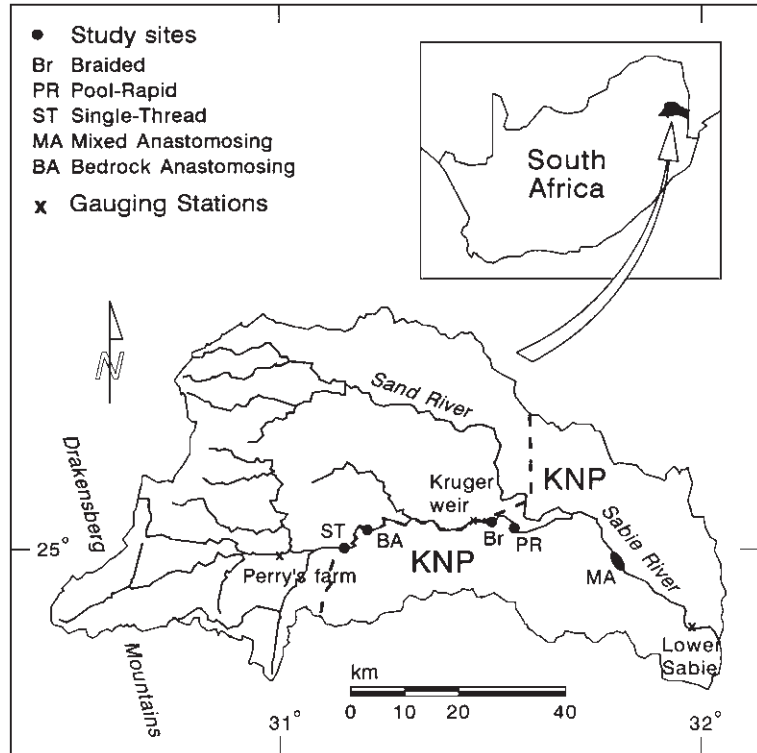 Study sites
Br Braided
PR Pool-Rapid
ST Single-Thread
MA Mixed Anastomosing
BA Bedrock Anastomosing
x Gauging Stations
South
Africa
N
Sand River
Drakensberg
Mountains
Kruger
weir
KNP
Sabie River
ST
BA
Br
PR
KNP
25°
Perry's farm
MA
Lower
Sabie
km
0 10 20 40
31°
32°